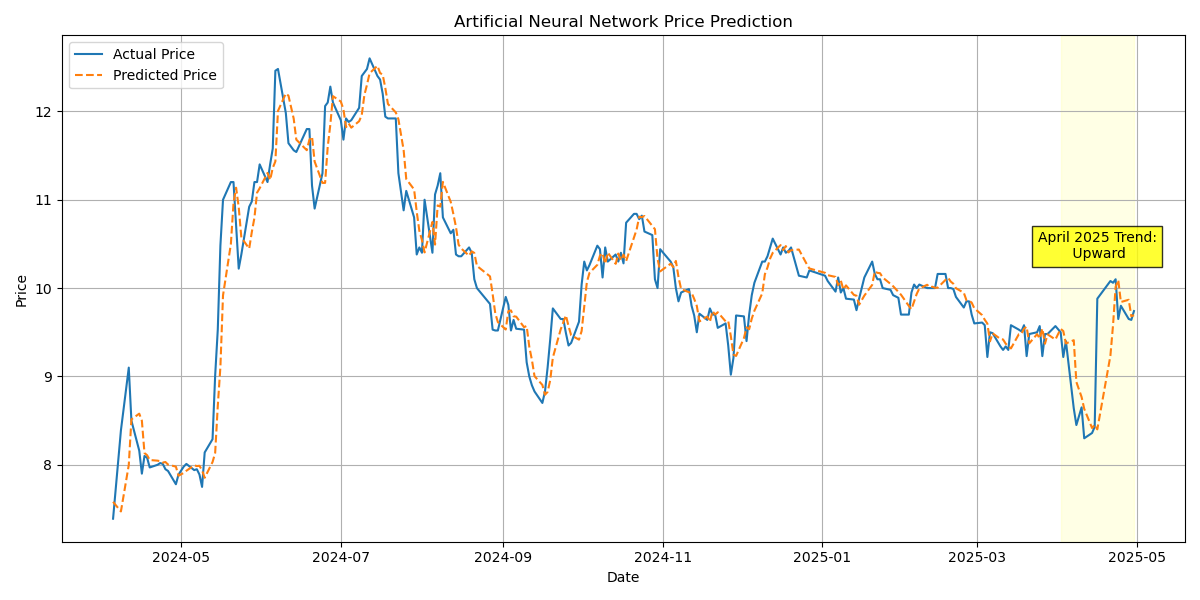 Artificial Neural Network Price Prediction
Actual Price
Predicted Price
April 2025 Trend:
Upward
Price
12
11
10
9
8
2024-05
2024-07
2024-09
2024-11
2025-01
2025-03
2025-05
Date